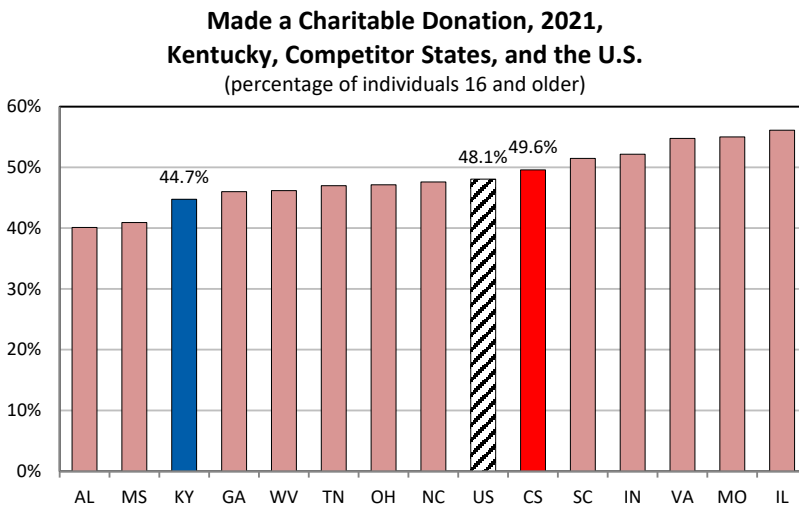 Made a Charitable Donation, 2021,
Kentucky, Competitor States, and the U.S.
(percentage of individuals 16 and older)
60%
50%
40%
30%
20%
10%
0%
44.7%
48.1%
49.6%
AL MS KY GA WV TN OH NC US CS SC IN VA MO IL